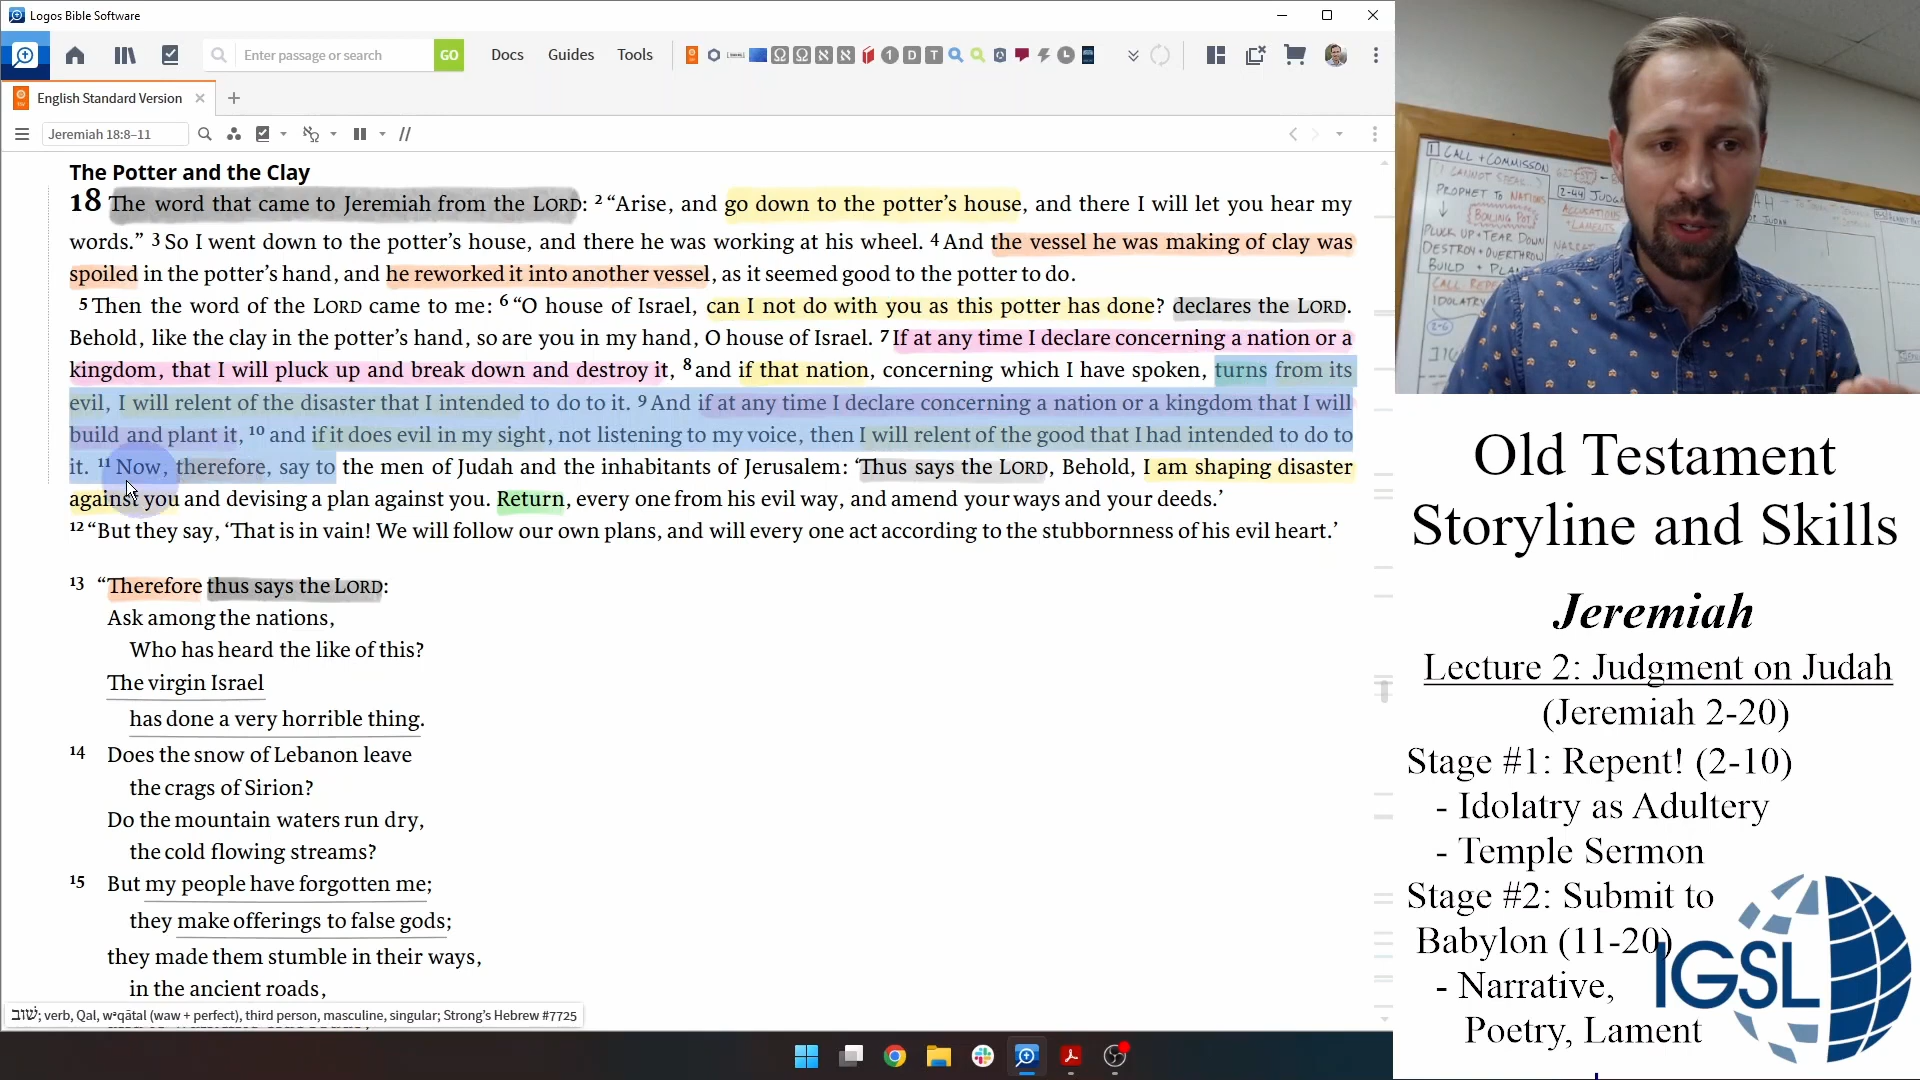 Logos Bible Software
Enter passage or search
GO
Docs Guides Tools
English Standard Version
Jeremiah 18:8–11
The Potter and the Clay
18 The word that came to Jeremiah from the LORD: 2 “Arise, and go down to the potter’s house, and there I will let you hear my
words.” 3 So I went down to the potter’s house, and there he was working at his wheel. 4 And the vessel he was making of clay was
spoiled in the potter’s hand, and he reworked it into another vessel, as it seemed good to the potter to do.
5 Then the word of the LORD came to me: 6 “O house of Israel, can I not do with you as this potter has done? declares the LORD.
Behold, like the clay in the potter’s hand, so are you in my hand, O house of Israel. 7 If at any time I declare concerning a nation or a
kingdom, that I will pluck up and break down and destroy it, 8 and if that nation, concerning which I have spoken, turns from its
evil, I will relent of the disaster that I intended to do to it. 9 And if at any time I declare concerning a nation or a kingdom that I will
build and plant it, 10 and if it does evil in my sight, not listening to my voice, then I will relent of the good that I had intended to do to
it. 11 Now, therefore, say to the men of Judah and the inhabitants of Jerusalem: ‘Thus says the LORD, Behold, I am shaping disaster
against you and devising a plan against you. Return, every one from his evil way, and amend your ways and your deeds.’
12 “But they say, ‘That is in vain! We will follow our own plans, and will every one act according to the stubbornness of his evil heart.’
13 “Therefore thus says the LORD:
Ask among the nations,
Who has heard the like of this?
The virgin Israel
has done a very horrible thing.
14 Does the snow of Lebanon leave
the crags of Sirion?
Do the mountain waters run dry,
the cold flowing streams?
15 But my people have forgotten me;
they make offerings to false gods;
they made them stumble in their ways,
in the ancient roads,
שׁוּב; verb, Qal, wᵉqātal (waw + perfect), third person, masculine, singular; Strong’s Hebrew #7725
1 CALL + COMMISSON
I CANNOT SPEAK
PROPHET TO NATIONS
BOILING POT
PLUCK UP + TEAR DOWN
DESTROY + OVERTHROW
BUILD + PLAN
CALL REPE
IDOLATRY
2-6
2-44 JUDG
ACCUSATIONS
+ LAMENTS
NARRAT
Old Testament
Storyline and Skills
Jeremiah
Lecture 2: Judgment on Judah
(Jeremiah 2-20)
Stage #1: Repent! (2-10)
- Idolatry as Adultery
- Temple Sermon
Stage #2: Submit to
Babylon (11-20)
- Narrative,
Poetry, Lament
IGSL